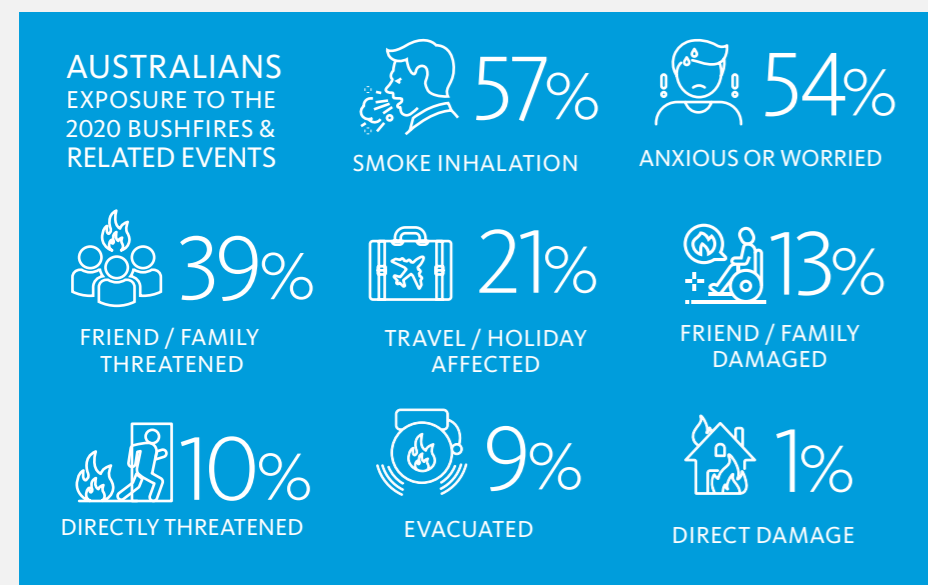 AUSTRALIANS
EXPOSURE TO THE
2020 BUSHFIRES &
RELATED EVENTS
57%
SMOKE INHALATION
54%
ANXIOUS OR WORRIED
39%
FRIEND / FAMILY
THREATENED
21%
TRAVEL / HOLIDAY
AFFECTED
13%
FRIEND / FAMILY
DAMAGED
10%
DIRECTLY THREATENED
9%
EVACUATED
1%
DIRECT DAMAGE